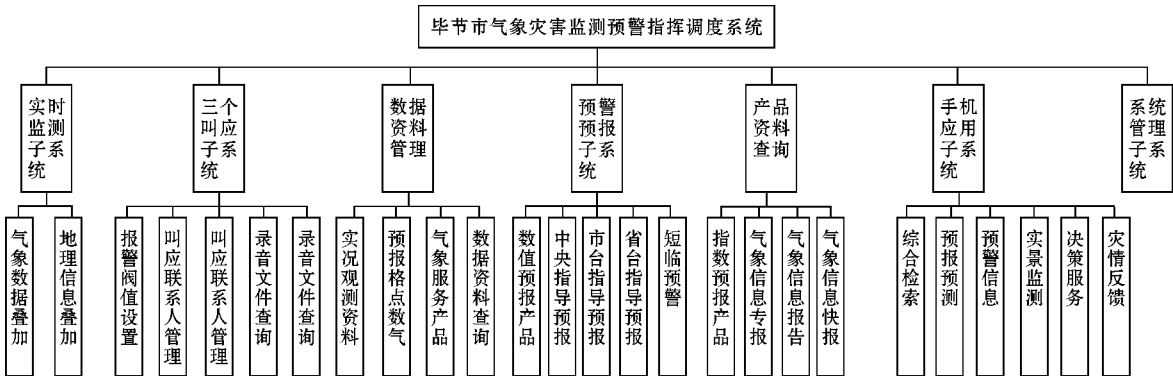 毕节市气象灾害监测预警指挥调度系统
实时
监测
子系
统
三个
叫应
子系
统
数据
资料
管理
预警
预报
子系
统
产品
资料
查询
手机
应用
子系
统
系统
管理
子系
统
气象数据叠加
地理信息叠加
报警阀值设置
叫应联系人管理
叫应联系人管理
录音文件查询
录音文件查询
实况观测资料
预报格点数气
气象服务产品
数据资料查询
数值预报产品
中央指导预报
市台指导预报
省台指导预报
短临预警
指数预报产品
气象信息专报
气象信息报告
气象信息快报
综合检索
预报预测
预警信息
实景监测
决策服务
灾情反馈